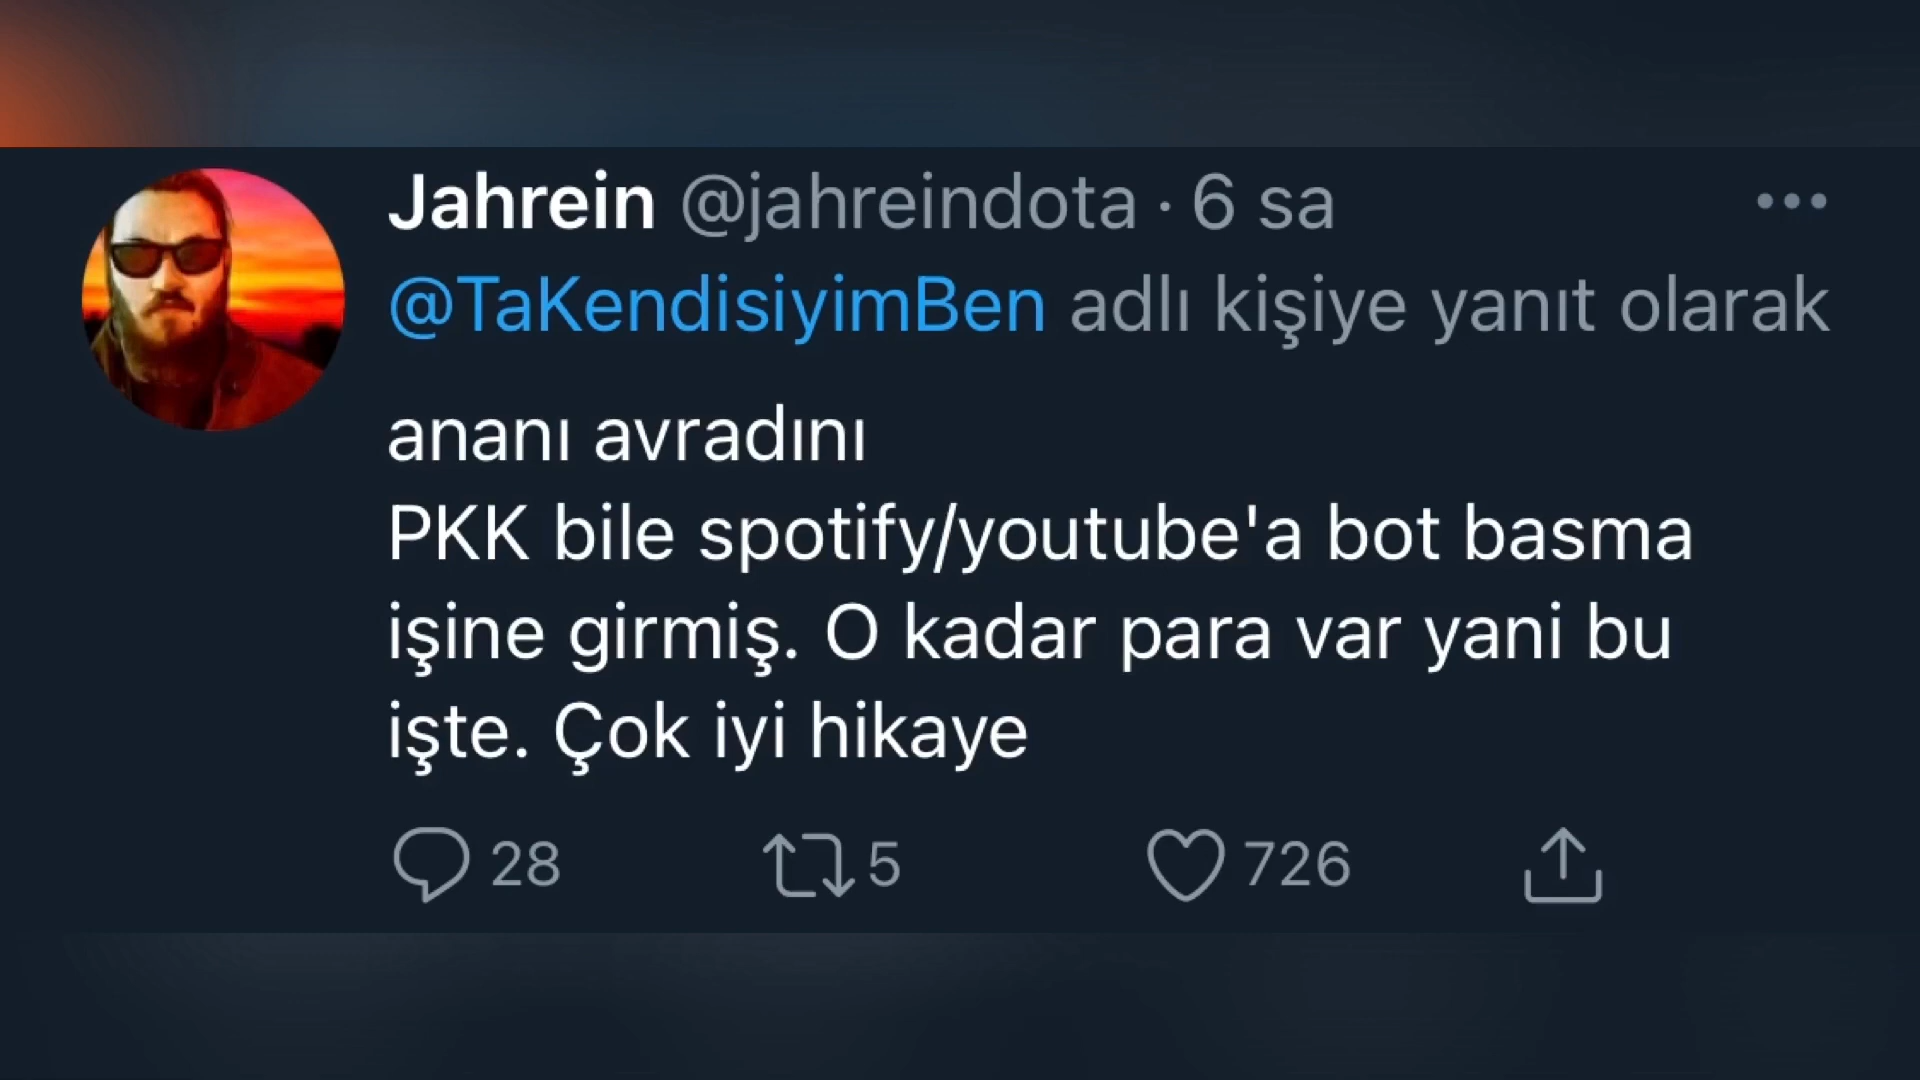 Jahrein @jahreindota · 6 sa
@TaKendisiyimBen adlı kişiye yanıt olarak
ananı avradını
PKK bile spotify/youtube'a bot basma
işine girmiş. O kadar para var yani bu
işte. Çok iyi hikaye
28 5 726